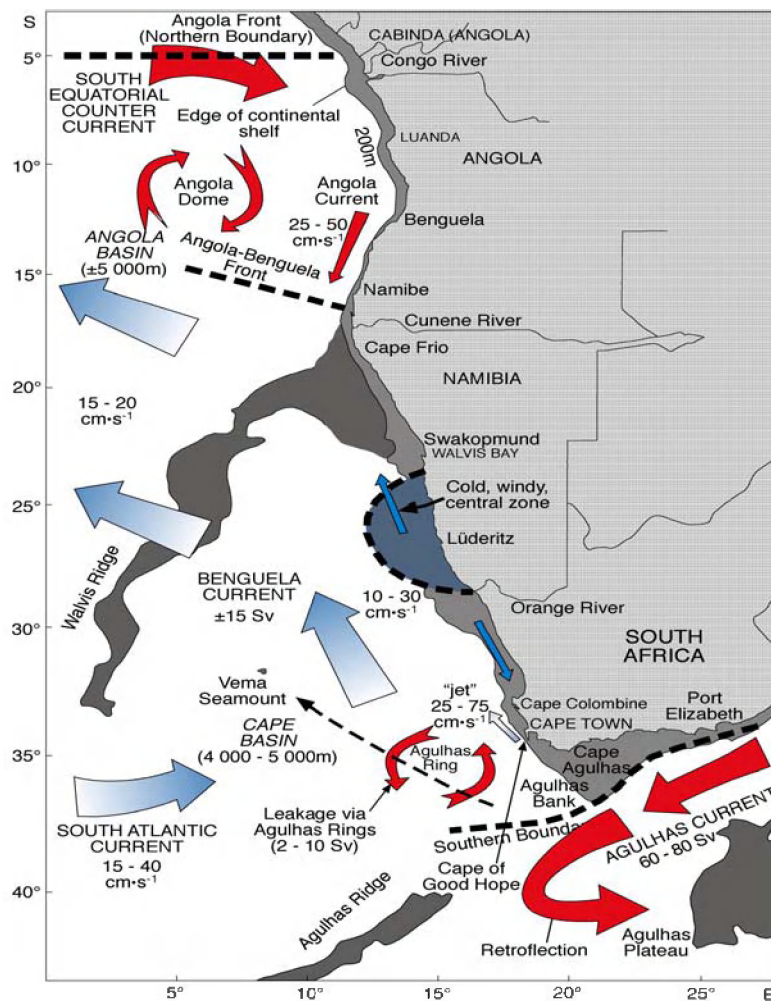 S
Angola Front
(Northern Boundary)
CABINDA (ANGOLA)
Congo River
5°
SOUTH
EQUATORIAL
COUNTER
CURRENT
Edge of continental
shelf
200m
LUANDA
ANGOLA
10°
Angola
Dome
Angola
Current
25 - 50
cm·s⁻¹
Benguela
ANGOLA
BASIN
(±5 000m)
Angola-Benguela
Front
15°
Namibe
Cunene River
Cape Frio
NAMIBIA
20°
15 - 20
cm·s⁻¹
Swakopmund
WALVIS BAY
Cold, windy,
central zone
25°
Lüderitz
Walvis Ridge
BENGUELA
CURRENT
±15 Sv
10 - 30
cm·s⁻¹
Orange River
30°
SOUTH
AFRICA
Vema
Seamount
"jet"
25 - 75
cm·s⁻¹
Cape Colombine
CAPE TOWN
Port
Elizabeth
CAPE
BASIN
(4 000 - 5 000m)
35°
Agulhas
Ring
Cape
Agulhas
Agulhas
Bank
Leakage via
Agulhas Rings
(2 - 10 Sv)
SOUTH ATLANTIC
CURRENT
15 - 40
cm·s⁻¹
Southern Bounda
AGULHAS CURRENT
60 - 80 Sv
Cape of
Good Hope
40°
Agulhas Ridge
Retroflection
Agulhas
Plateau
5° 10° 15° 20° 25° E